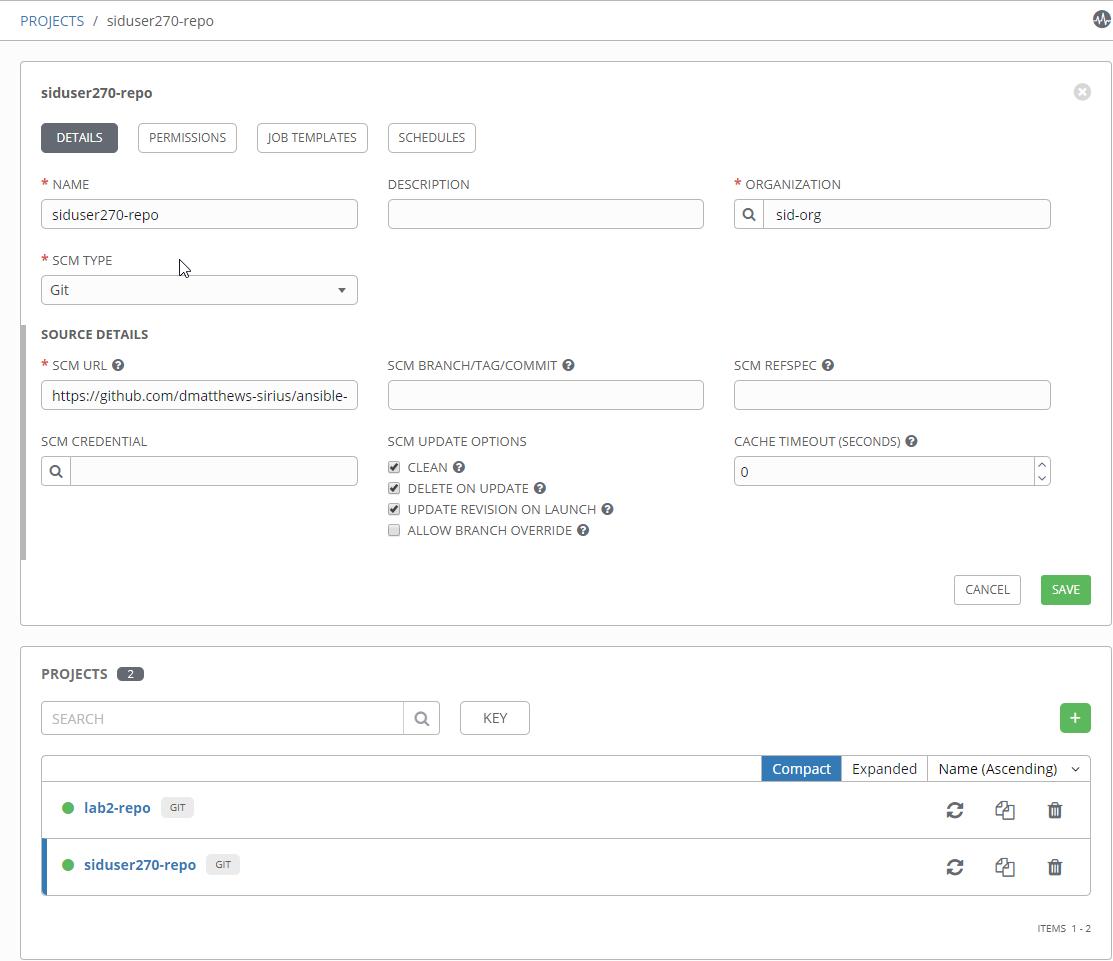 PROJECTS / siduser270-repo
siduser270-repo
DETAILS PERMISSIONS JOB TEMPLATES SCHEDULES
* NAME DESCRIPTION * ORGANIZATION
siduser270-repo sid-org
* SCM TYPE
Git
SOURCE DETAILS
* SCM URL ? SCM BRANCH/TAG/COMMIT ? SCM REFSPEC ?
https://github.com/dmatthews-sirius/ansible-
SCM CREDENTIAL SCM UPDATE OPTIONS CACHE TIMEOUT (SECONDS) ?
CLEAN ? 0
DELETE ON UPDATE ?
UPDATE REVISION ON LAUNCH ?
ALLOW BRANCH OVERRIDE ?
CANCEL SAVE
PROJECTS 2
SEARCH KEY +
Compact Expanded Name (Ascending)
lab2-repo GIT
siduser270-repo GIT
ITEMS 1 - 2